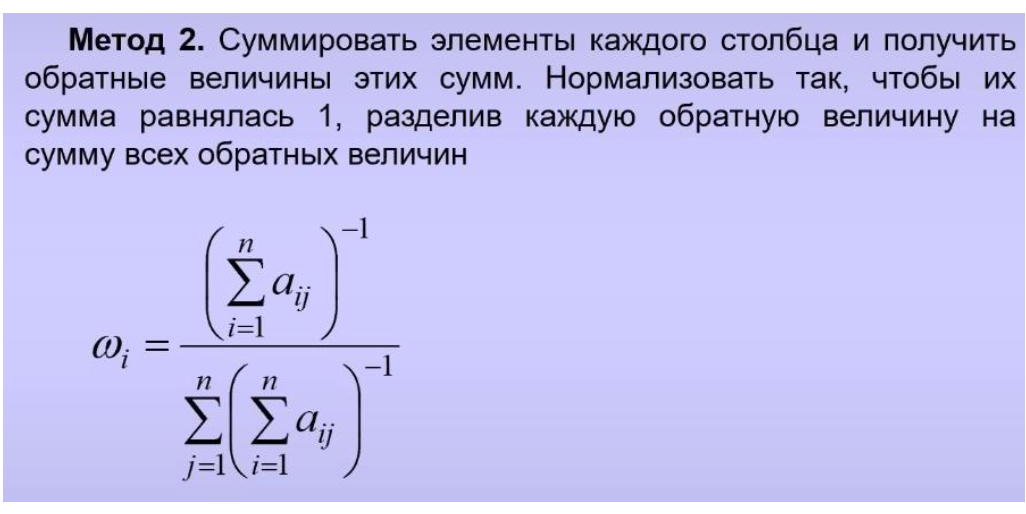 Метод 2. Суммировать элементы каждого столбца и получить
обратные величины этих сумм. Нормализовать так, чтобы их
сумма равнялась 1, разделив каждую обратную величину на
сумму всех обратных величин
ω_i = \frac{\left(\sum_{i=1}^{n} a_{ij}\right)^{-1}}{\sum_{j=1}^{n}\left(\sum_{i=1}^{n} a_{ij}\right)^{-1}}